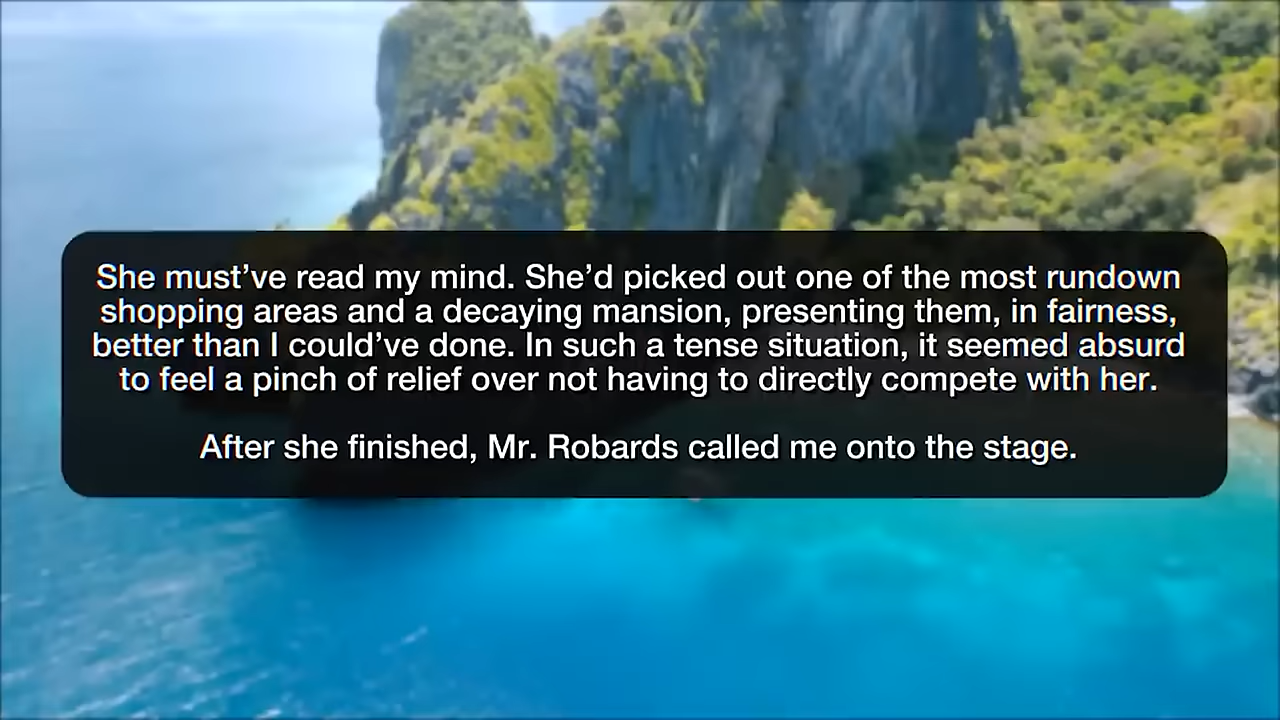 She must’ve read my mind. She’d picked out one of the most rundown
shopping areas and a decaying mansion, presenting them, in fairness,
better than I could’ve done. In such a tense situation, it seemed absurd
to feel a pinch of relief over not having to directly compete with her.
After she finished, Mr. Robards called me onto the stage.